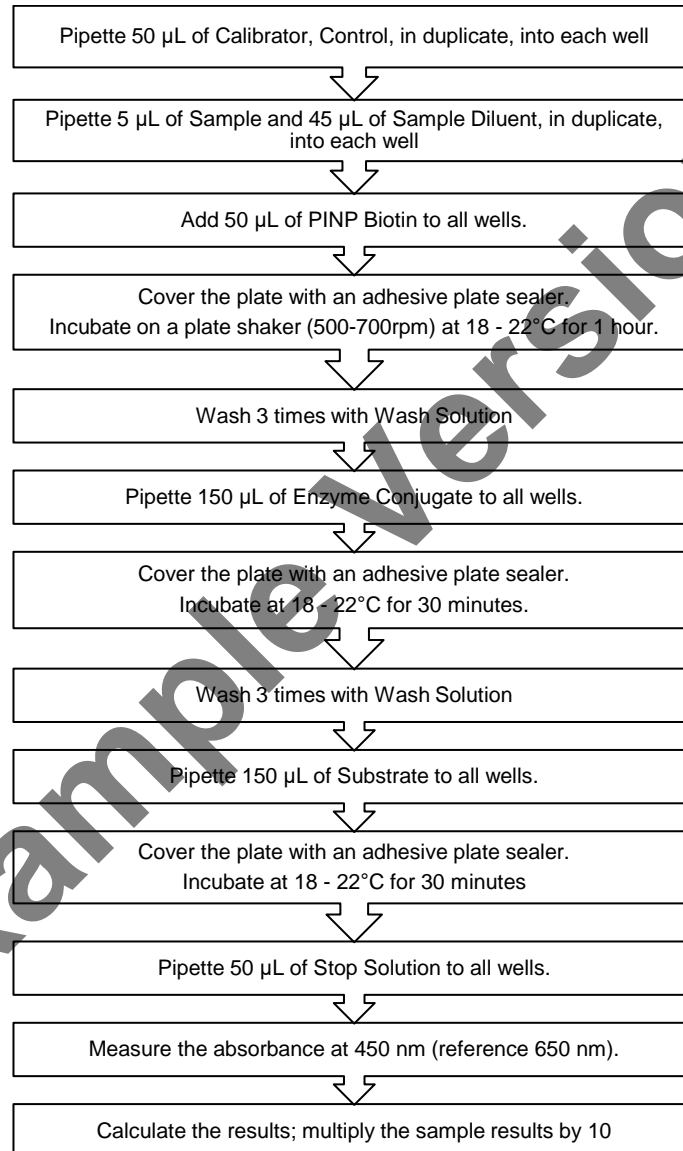 Pipette 50 µL of Calibrator, Control, in duplicate, into each well
Pipette 5 µL of Sample and 45 µL of Sample Diluent, in duplicate,
into each well
Add 50 µL of PINP Biotin to all wells.
Cover the plate with an adhesive plate sealer.
Incubate on a plate shaker (500-700rpm) at 18 - 22°C for 1 hour.
Wash 3 times with Wash Solution
Pipette 150 µL of Enzyme Conjugate to all wells.
Cover the plate with an adhesive plate sealer.
Incubate at 18 - 22°C for 30 minutes.
Wash 3 times with Wash Solution
Pipette 150 µL of Substrate to all wells.
Cover the plate with an adhesive plate sealer.
Incubate at 18 - 22°C for 30 minutes
Pipette 50 µL of Stop Solution to all wells.
Measure the absorbance at 450 nm (reference 650 nm).
Calculate the results; multiply the sample results by 10